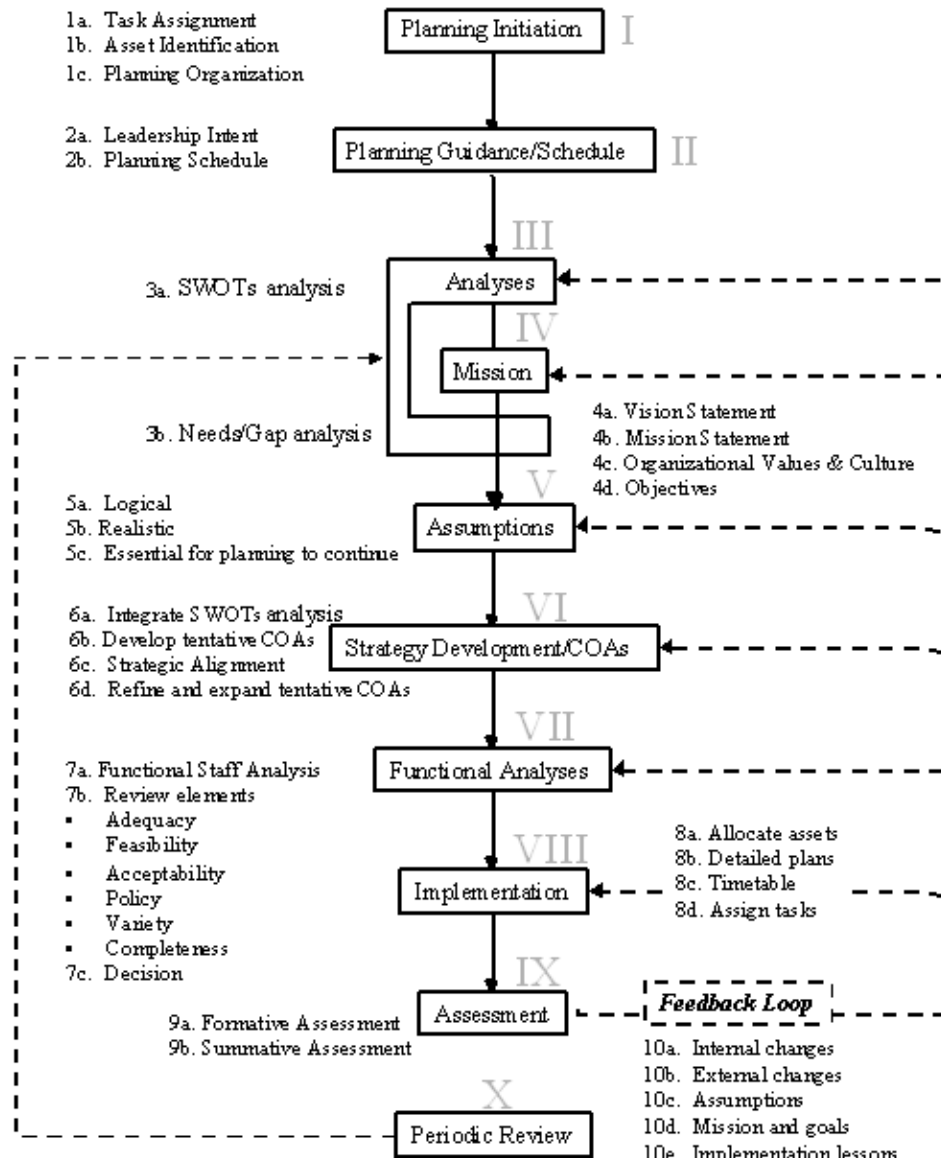 1a. Task Assignment
1b. Asset Identification
1c. Planning Organization
Planning Initiation
I
2a. Leadership Intent
2b. Planning Schedule
Planning Guidance/Schedule
II
III
3a. SWOTs analysis
Analyses
IV
Mission
3b. Needs/Gap analysis
4a. Vision Statement
4b. Mission Statement
4c. Organizational Values & Culture
4d. Objectives
V
5a. Logical
5b. Realistic
5c. Essential for planning to continue
Assumptions
VI
6a. Integrate SWOTs analysis
6b. Develop tentative COAs
6c. Strategic Alignment
6d. Refine and expand tentative COAs
Strategy Development/COAs
VII
7a. Functional Staff Analysis
7b. Review elements
▪ Adequacy
▪ Feasibility
▪ Acceptability
▪ Policy
▪ Variety
▪ Completeness
7c. Decision
Functional Analyses
VIII
Implementation
8a. Allocate assets
8b. Detailed plans
8c. Timetable
8d. Assign tasks
IX
Assessment
9a. Formative Assessment
9b. Summative Assessment
Feedback Loop
10a. Internal changes
10b. External changes
10c. Assumptions
10d. Mission and goals
10e. Implementation lessons
X
Periodic Review